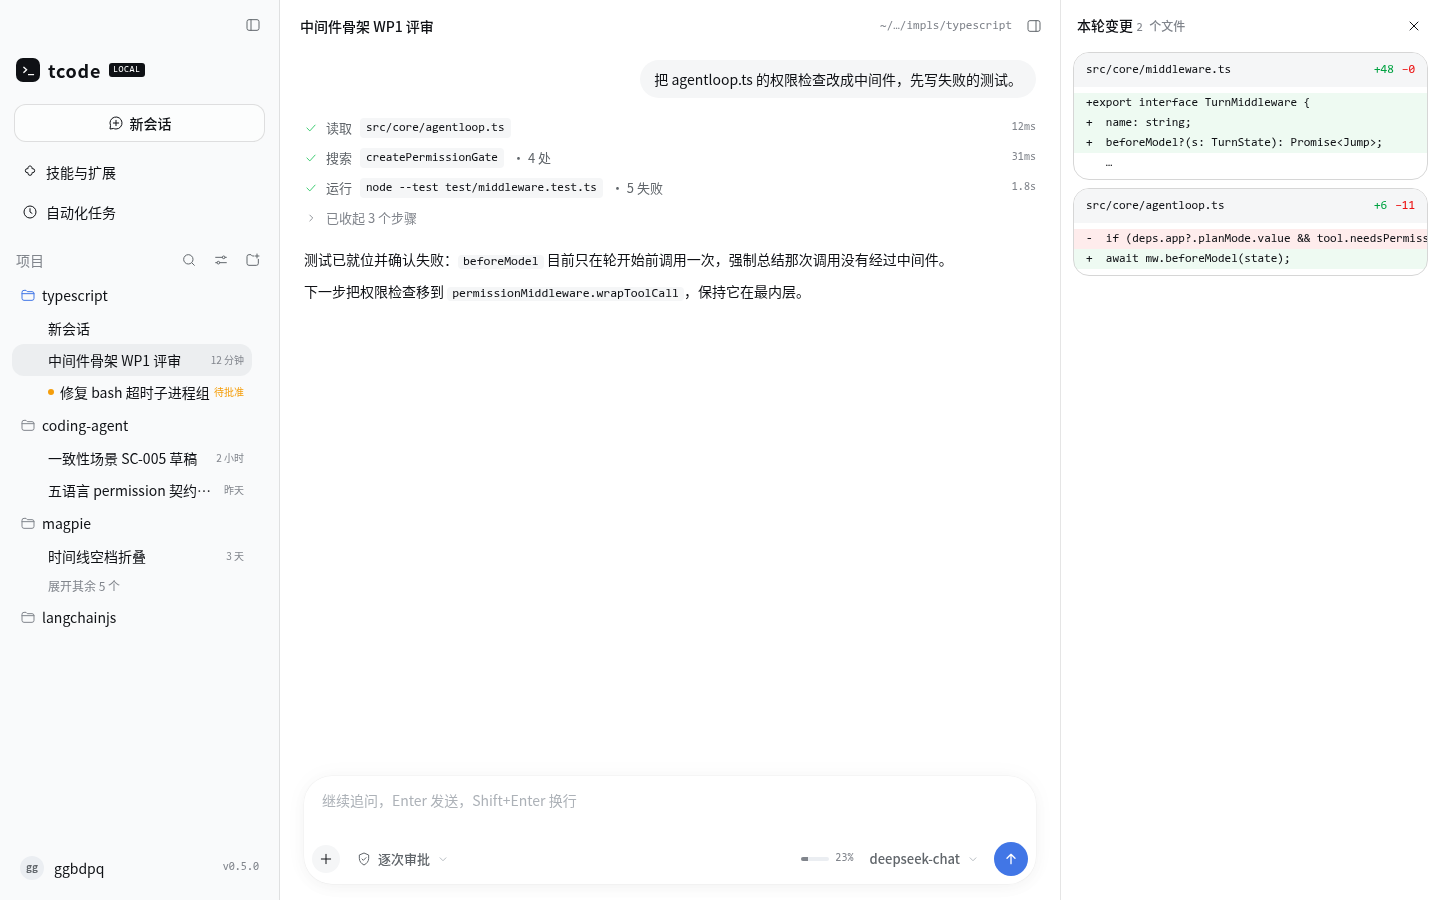 tcode LOCAL
新会话
技能与扩展
自动化任务
项目
typescript
新会话
中间件骨架 WP1 评审 12 分钟
修复 bash 超时子进程组 待批准
coding-agent
一致性场景 SC-005 草稿 2 小时
五语言 permission 契约… 昨天
magpie
时间线空档折叠 3 天
展开其余 5 个
langchainjs
gg ggbdpq v0.5.0
中间件骨架 WP1 评审 ~/…/impls/typescript
把 agentloop.ts 的权限检查改成中间件，先写失败的测试。
读取 src/core/agentloop.ts 12ms
搜索 createPermissionGate • 4 处 31ms
运行 node --test test/middleware.test.ts • 5 失败 1.8s
已收起 3 个步骤
测试已就位并确认失败：beforeModel 目前只在轮开始前调用一次，强制总结那次调用没有经过中间件。
下一步把权限检查移到 permissionMiddleware.wrapToolCall，保持它在最内层。
继续追问，Enter 发送，Shift+Enter 换行
逐次审批 23% deepseek-chat
本轮变更 2 个文件
src/core/middleware.ts +48 −0
+export interface TurnMiddleware {
+  name: string;
+  beforeModel?(s: TurnState): Promise<Jump>;
…
src/core/agentloop.ts +6 −11
-  if (deps.app?.planMode.value && tool.needsPermiss
+  await mw.beforeModel(state);